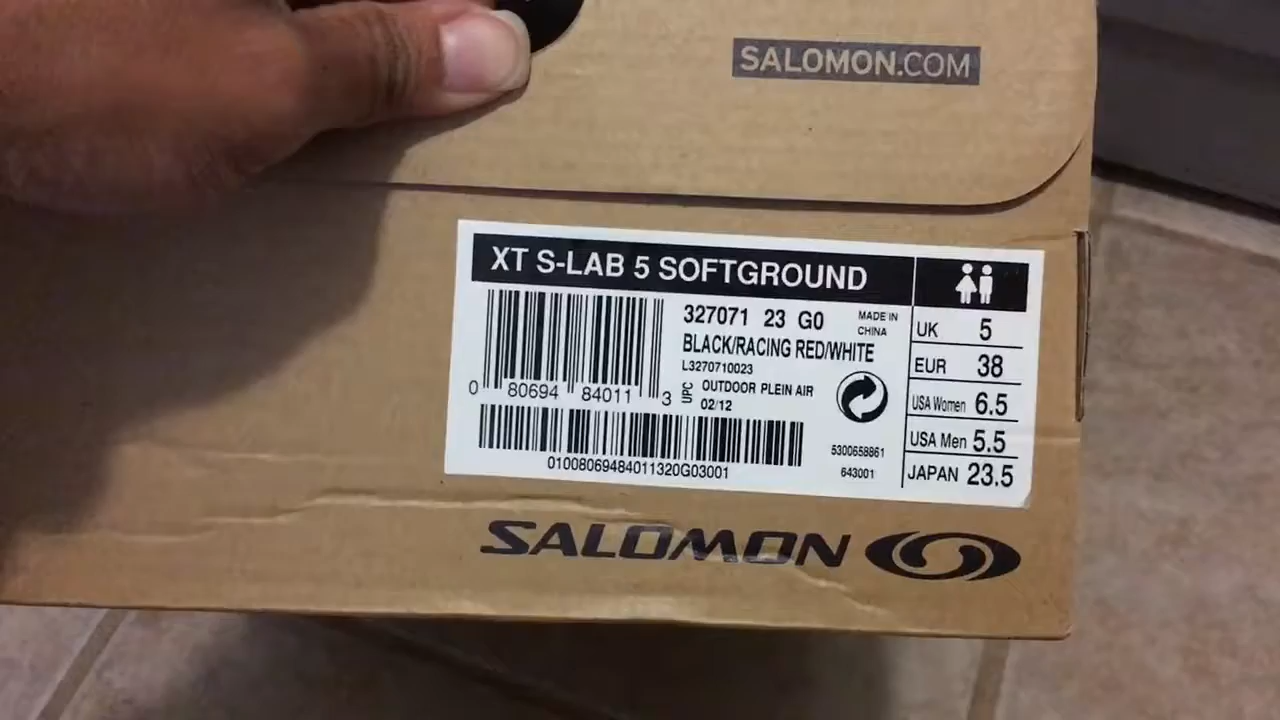 SALOMON.COM
XT S-LAB 5 SOFTGROUND
327071 23 G0
MADE IN
CHINA
BLACK/RACING RED/WHITE
L3270710023
UPC
OUTDOOR PLEIN AIR
02/12
0 80694 84011 3
01008069484011320G03001
5300658861
643001
UK 5
EUR 38
USA Women 6.5
USA Men 5.5
JAPAN 23.5
SALOMON